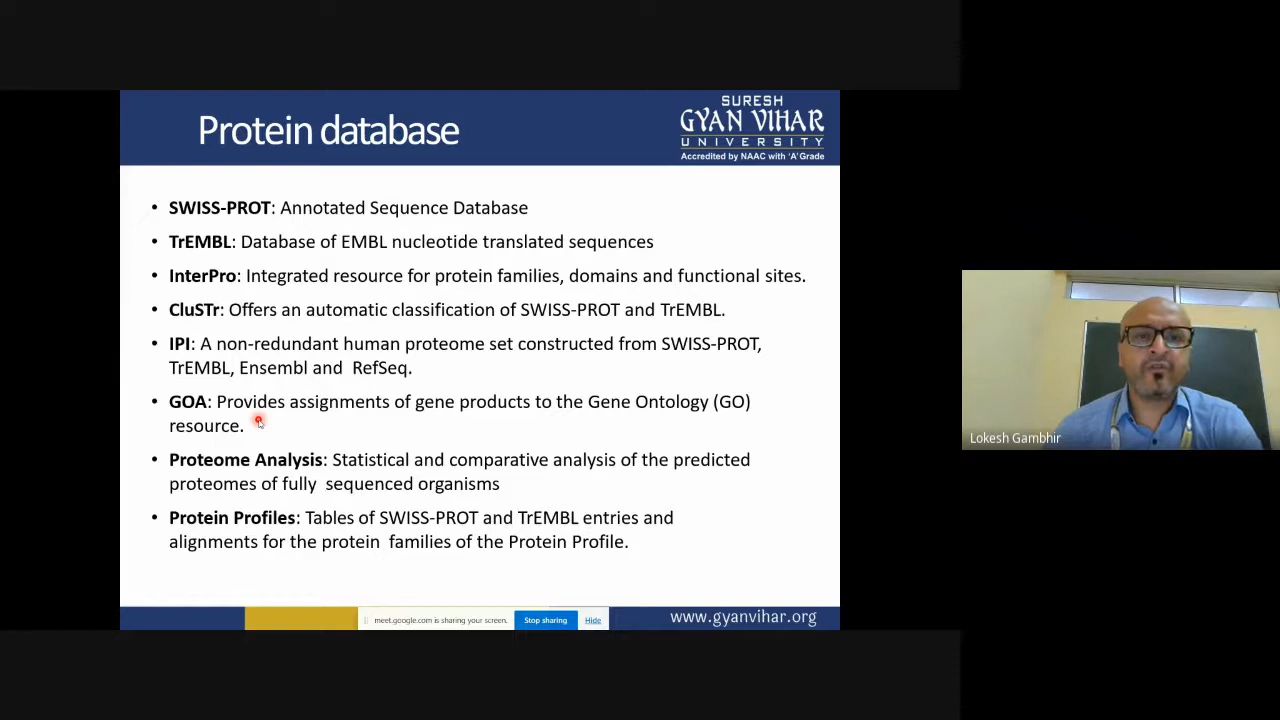 Protein database
SURESH
GYAN VIHAR
UNIVERSITY
Accredited by NAAC with 'A' Grade
• SWISS-PROT: Annotated Sequence Database
• TrEMBL: Database of EMBL nucleotide translated sequences
• InterPro: Integrated resource for protein families, domains and functional sites.
• CluSTr: Offers an automatic classification of SWISS-PROT and TrEMBL.
• IPI: A non-redundant human proteome set constructed from SWISS-PROT,
TrEMBL, Ensembl and RefSeq.
• GOA: Provides assignments of gene products to the Gene Ontology (GO)
resource.
• Proteome Analysis: Statistical and comparative analysis of the predicted
proteomes of fully sequenced organisms
• Protein Profiles: Tables of SWISS-PROT and TrEMBL entries and
alignments for the protein families of the Protein Profile.
meet.google.com is sharing your screen. Stop sharing Hide
www.gyanvihar.org
Lokesh Gambhir